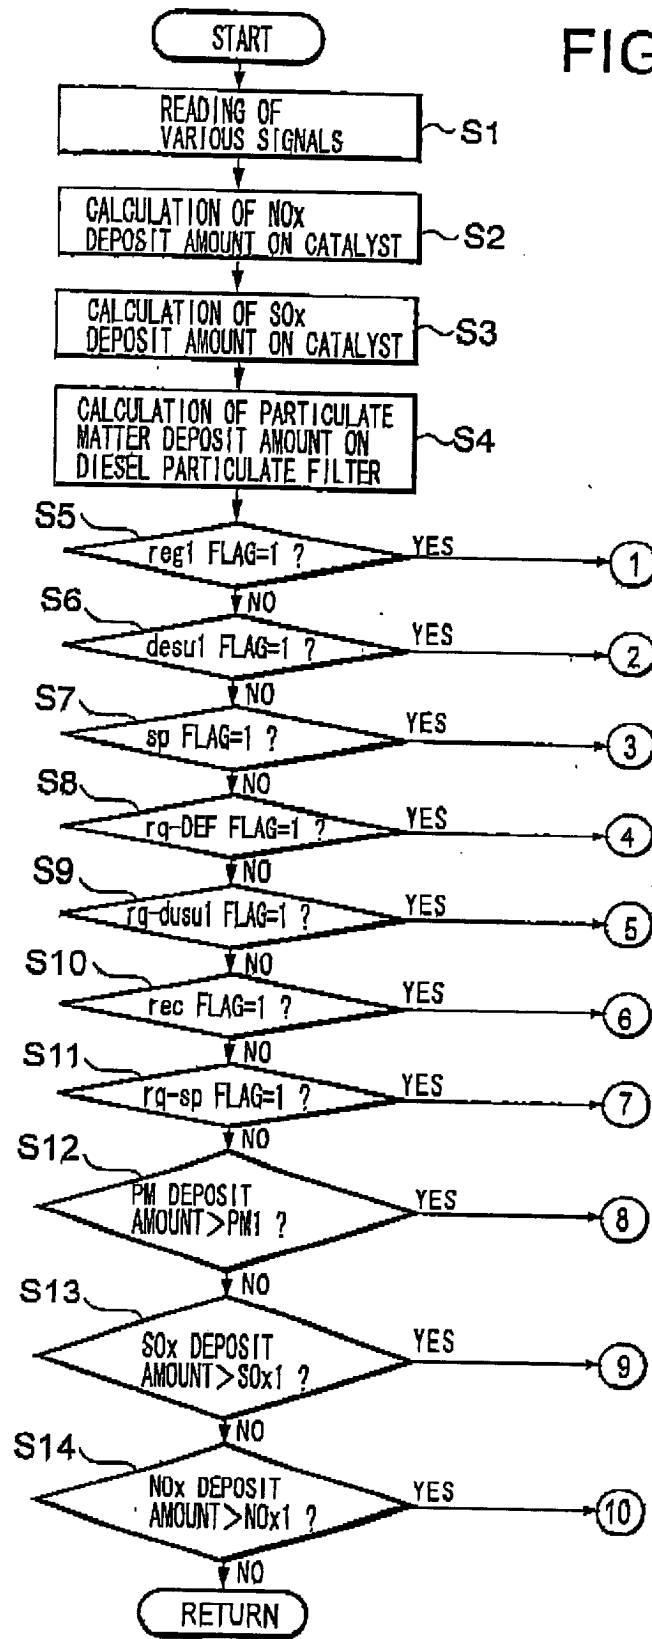 FIG
START
READING OF
VARIOUS SIGNALS
S1
CALCULATION OF NOx
DEPOSIT AMOUNT ON CATALYST
S2
CALCULATION OF SOx
DEPOSIT AMOUNT ON CATALYST
S3
CALCULATION OF PARTICULATE
MATTER DEPOSIT AMOUNT ON
DIESEL PARTICULATE FILTER
S4
S5
reg1 FLAG=1 ?
YES
1
NO
S6
desu1 FLAG=1 ?
YES
2
NO
S7
sp FLAG=1 ?
YES
3
NO
S8
rq-DEF FLAG=1 ?
YES
4
NO
S9
rq-dusu1 FLAG=1 ?
YES
5
NO
S10
rec FLAG=1 ?
YES
6
NO
S11
rq-sp FLAG=1 ?
YES
7
NO
S12
PM DEPOSIT
AMOUNT>PM1 ?
YES
8
NO
S13
SOx DEPOSIT
AMOUNT>SOx1 ?
YES
9
NO
S14
NOx DEPOSIT
AMOUNT>NOx1 ?
YES
10
NO
RETURN